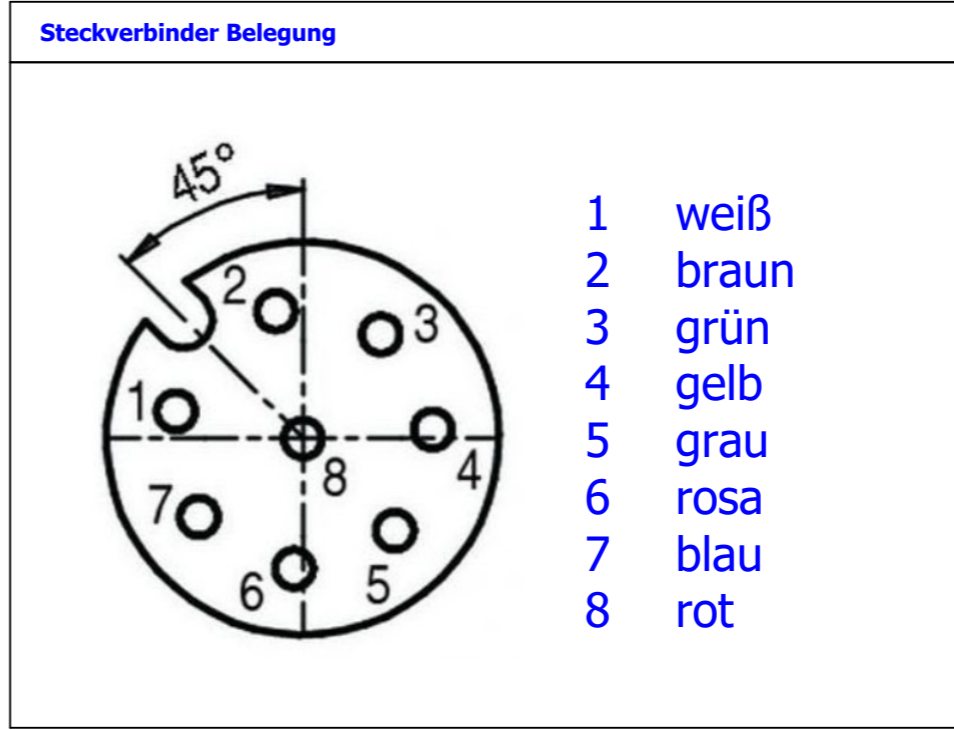 Steckverbinder Belegung
45°
2
3
1
8
4
7
6
5
1 weiß
2 braun
3 grün
4 gelb
5 grau
6 rosa
7 blau
8 rot